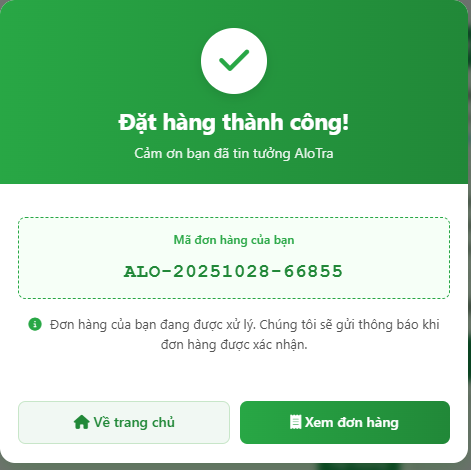 Đặt hàng thành công!
Cảm ơn bạn đã tin tưởng AloTra
Mã đơn hàng của bạn
ALO-20251028-66855
Đơn hàng của bạn đang được xử lý. Chúng tôi sẽ gửi thông báo khi
đơn hàng được xác nhận.
Về trang chủ
Xem đơn hàng